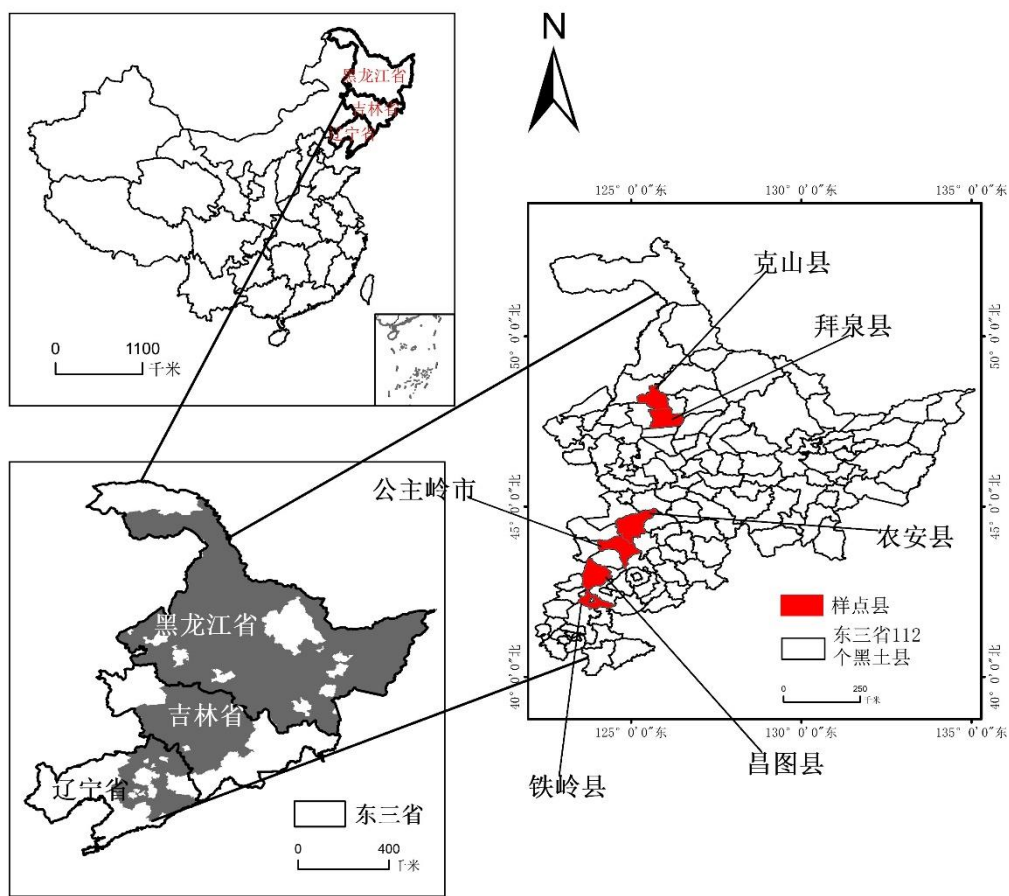 N
黑龙江省
吉林省
辽宁省
0 1100
千米
125° 0′0″东 130° 0′0″东 135° 0′0″东
50° 0′0″北
50° 0′0″北
45° 0′0″北
45° 0′0″北
40° 0′0″北
40° 0′0″北
克山县
拜泉县
公主岭市
农安县
样点县
东三省112
个黑土县
0 250
千米
125° 0′0″东 130° 0′0″东
昌图县
铁岭县
黑龙江省
吉林省
辽宁省
东三省
0 400
千米